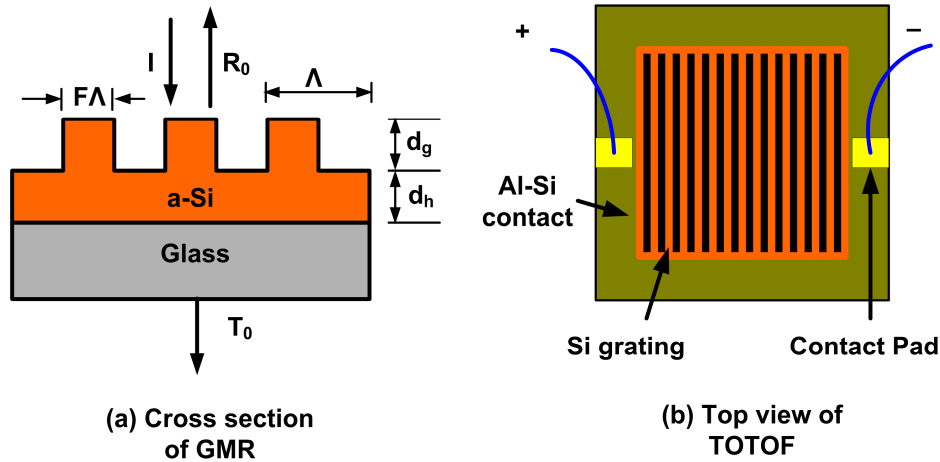 I
R0
FΛ
Λ
dg
dh
a-Si
Glass
T0
(a) Cross section
of GMR
+
−
Al-Si
contact
Si grating
Contact Pad
(b) Top view of
TOTOF